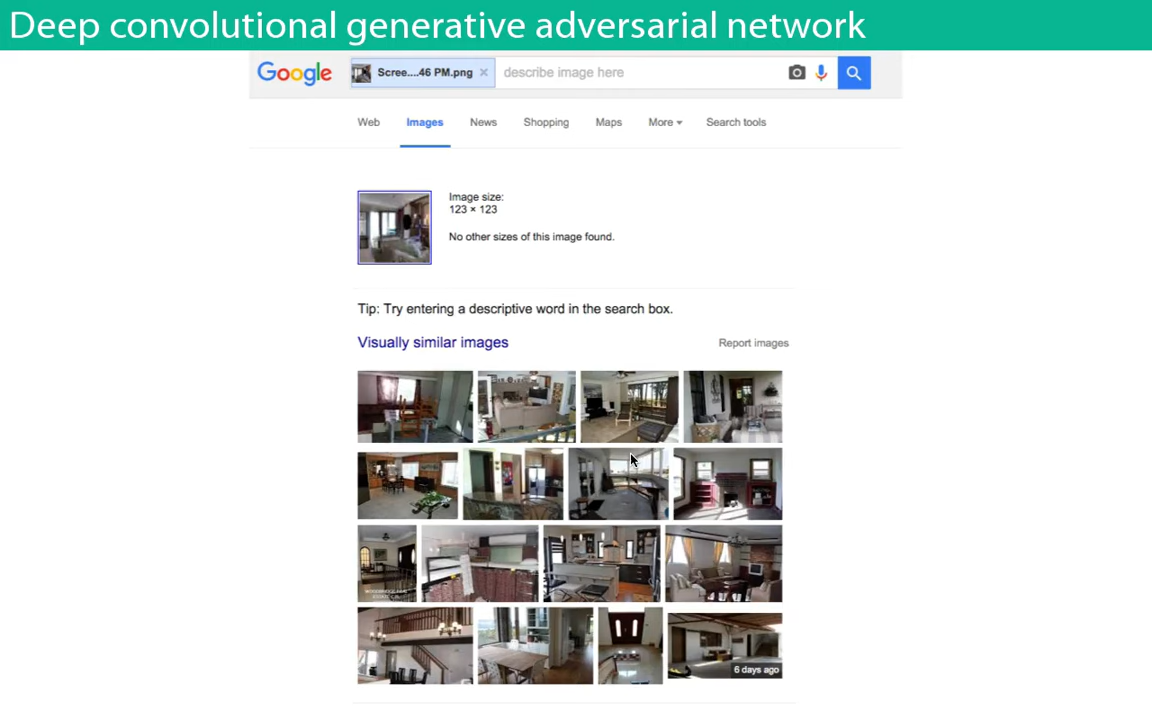 Deep convolutional generative adversarial network
Google Scree....46 PM.png × describe image here
Web Images News Shopping Maps More Search tools
Image size:
123 × 123
No other sizes of this image found.
Tip: Try entering a descriptive word in the search box.
Visually similar images Report images
6 days ago